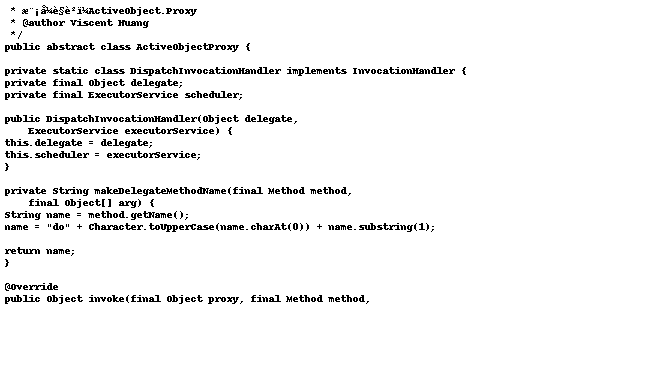 * æ¨¡å¼è§è²ï¼ActiveObject.Proxy
* @author Viscent Huang
*/
public abstract class ActiveObjectProxy {
private static class DispatchInvocationHandler implements InvocationHandler {
private final Object delegate;
private final ExecutorService scheduler;
public DispatchInvocationHandler(Object delegate,
ExecutorService executorService) {
this.delegate = delegate;
this.scheduler = executorService;
}
private String makeDelegateMethodName(final Method method,
final Object[] arg) {
String name = method.getName();
name = "do" + Character.toUpperCase(name.charAt(0)) + name.substring(1);
return name;
}
@Override
public Object invoke(final Object proxy, final Method method,